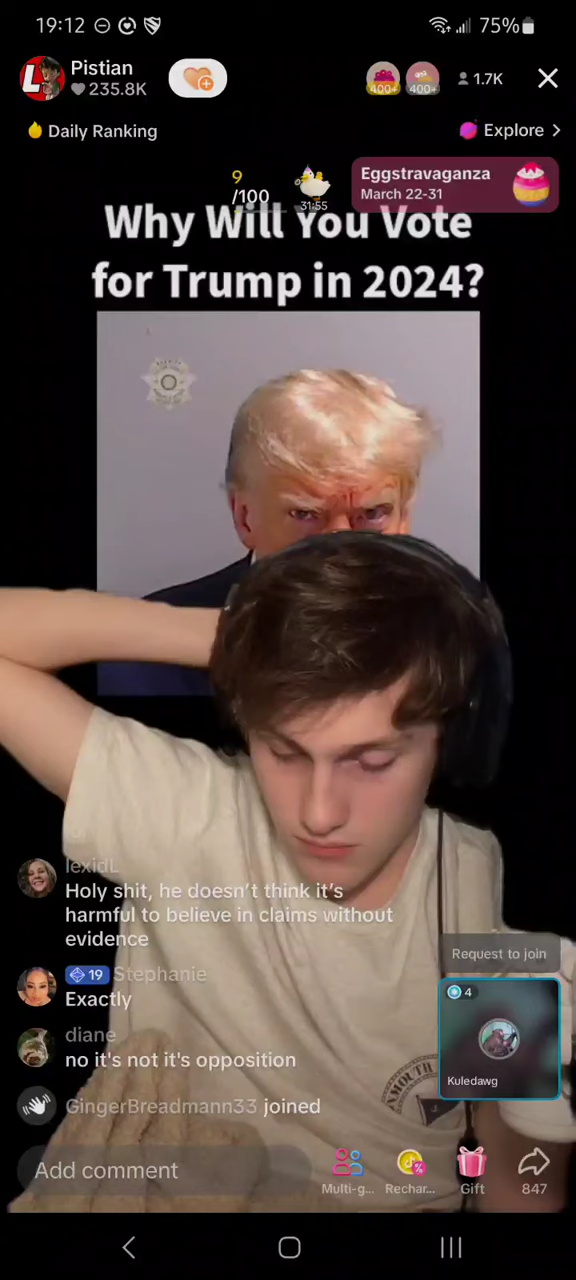 19:12
75%
Pistian
235.8K
400+
400+
1.7K
Daily Ranking
Explore
9
/100
31:55
Eggstravaganza
March 22-31
Why Will You Vote
for Trump in 2024?
lexidL
Holy shit, he doesn't think it's
harmful to believe in claims without
evidence
Request to join
19 Stephanie
Exactly
4
diane
no it's not it's opposition
Kuledawg
GingerBreadmann33 joined
Add comment
Multi-g...
Rechar...
Gift
847